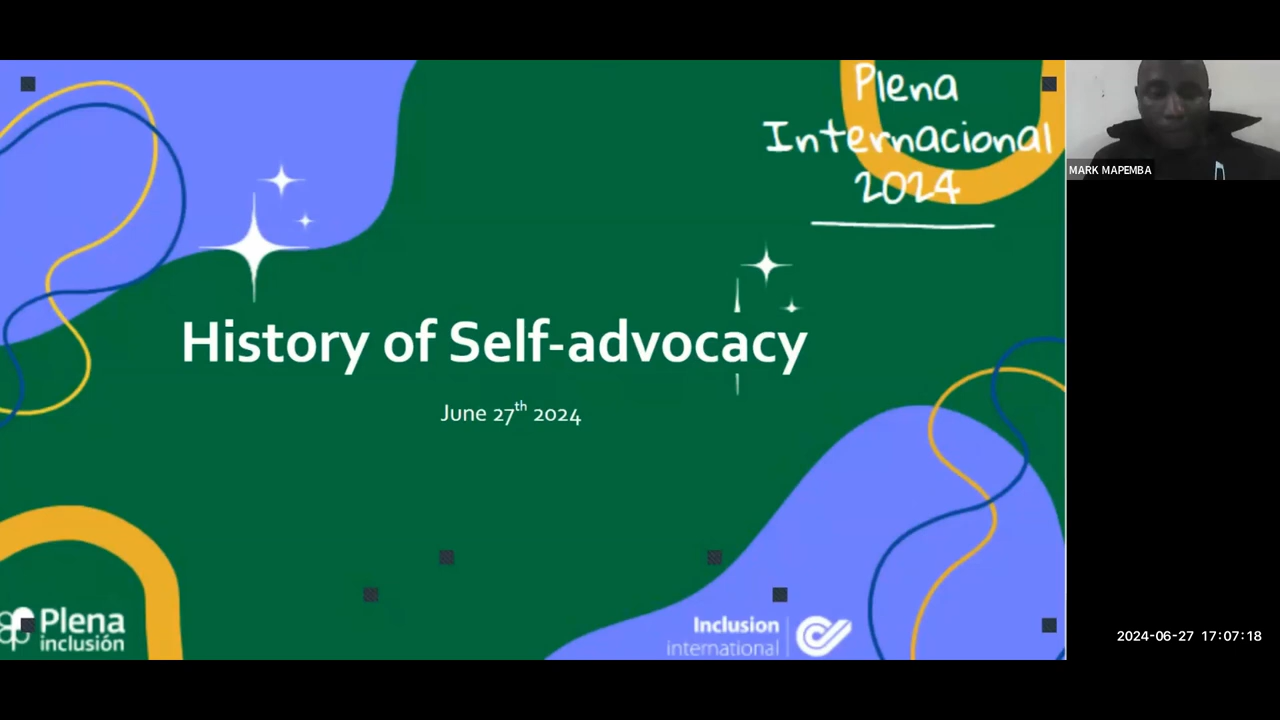 Plena
Internacional
2024
MARK MAPEMBA
History of Self-advocacy
June 27th 2024
Plena
inclusión
Inclusion
international
2024-06-27 17:07:18